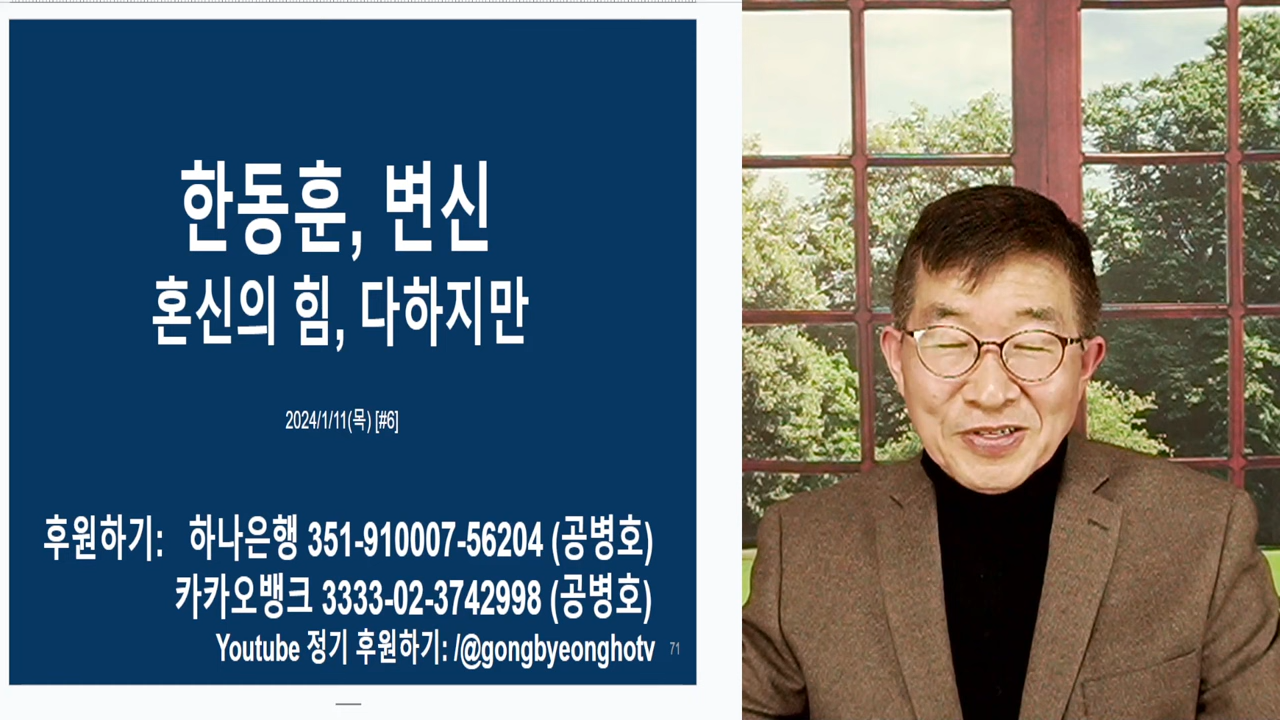 한동훈, 변신
혼신의 힘, 다하지만
2024/1/11(목) [#6]
후원하기: 하나은행 351-910007-56204 (공병호)
카카오뱅크 3333-02-3742998 (공병호)
Youtube 정기 후원하기: /@gongbyeonghotv
71